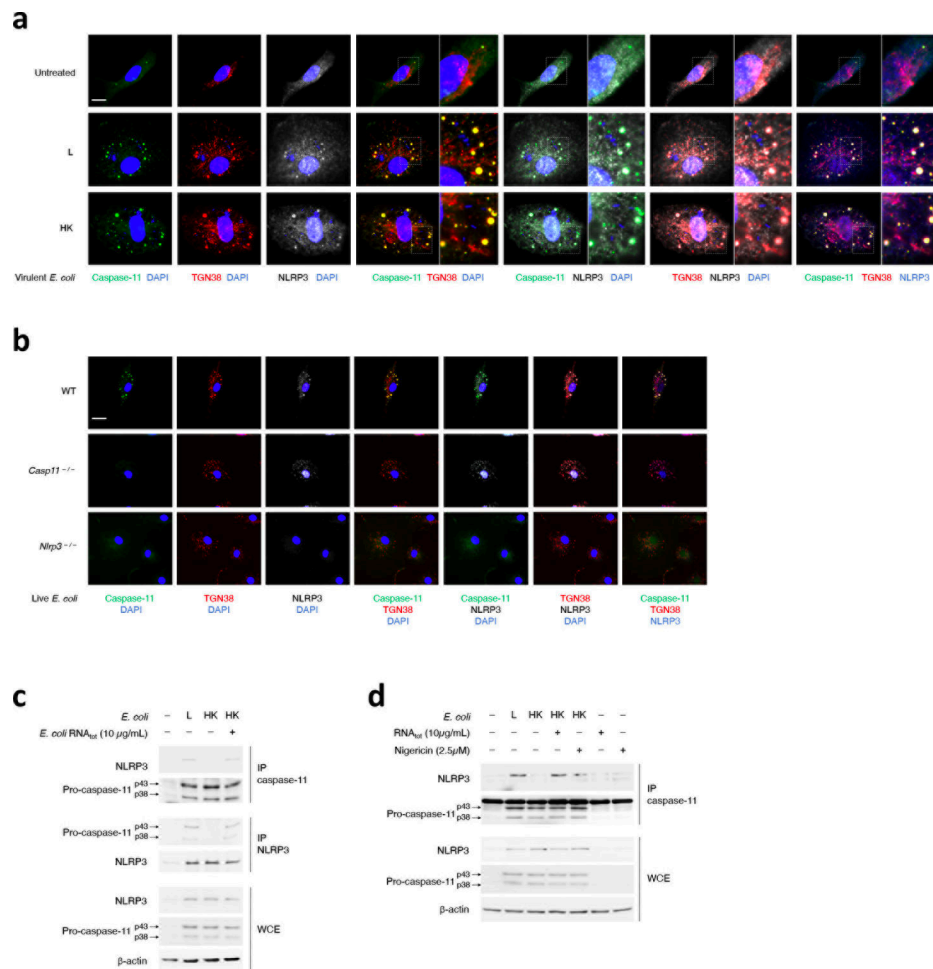 a
Untreated
L
HK
Virulent E. coli Caspase-11 DAPI TGN38 DAPI NLRP3 DAPI Caspase-11 TGN38 DAPI Caspase-11 NLRP3 DAPI TGN38 NLRP3 DAPI Caspase-11 TGN38 NLRP3
b
WT
Casp11 −/−
Nlrp3 −/−
Live E. coli Caspase-11 TGN38 NLRP3 Caspase-11 Caspase-11 TGN38 Caspase-11
DAPI DAPI DAPI TGN38 NLRP3 NLRP3 TGN38
DAPI DAPI DAPI NLRP3
c
E. coli – L HK HK
E. coli RNAtot (10 µg/mL) – – – +
NLRP3
Pro-caspase-11 p43
p38
IP
caspase-11
Pro-caspase-11 p43
p38
NLRP3
IP
NLRP3
NLRP3
Pro-caspase-11 p43
p38
β-actin
WCE
d
E. coli – L HK HK HK – –
RNAtot (10µg/mL) – – – + – + –
Nigericin (2.5µM) – – – – + – +
NLRP3
Pro-caspase-11 p43
p38
IP
caspase-11
NLRP3
Pro-caspase-11 p43
p38
β-actin
WCE